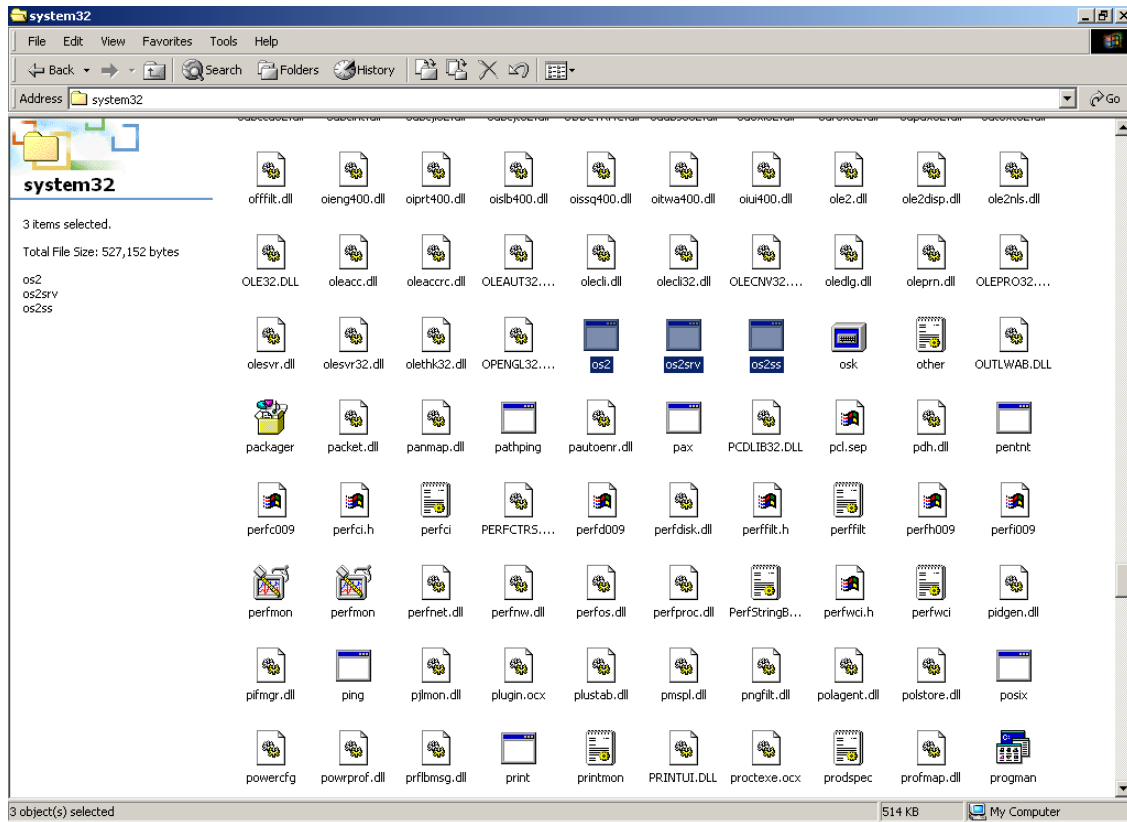 system32
File Edit View Favorites Tools Help
Back Search Folders History
Address system32 Go
system32
3 items selected.
Total File Size: 527,152 bytes
os2
os2srv
os2ss
offfilt.dll oieng400.dll oiprt400.dll oislb400.dll oissq400.dll oitwa400.dll oiui400.dll ole2.dll ole2disp.dll ole2nls.dll
OLE32.DLL oleacc.dll oleaccrc.dll OLEAUT32.... olecli.dll olecli32.dll OLECNV32.... oledlg.dll oleprn.dll OLEPRO32....
olesvr.dll olesvr32.dll olethk32.dll OPENGL32.... os2 os2srv os2ss osk other OUTLWAB.DLL
packager packet.dll panmap.dll pathping pautoenr.dll pax PCDLIB32.DLL pcl.sep pdh.dll pentnt
perfc009 perfci.h perfci PERFCTRS.... perfd009 perfdisk.dll perffilt.h perffilt perfh009 perfi009
perfmon perfmon perfnet.dll perfnw.dll perfos.dll perfproc.dll PerfStringB... perfwci.h perfwci pidgen.dll
pifmgr.dll ping pjlmon.dll plugin.ocx plustab.dll pmspl.dll pngfilt.dll polagent.dll polstore.dll posix
powercfg powrprof.dll prflbmsg.dll print printmon PRINTUI.DLL proctexe.ocx prodspec profmap.dll progman
3 object(s) selected 514 KB My Computer